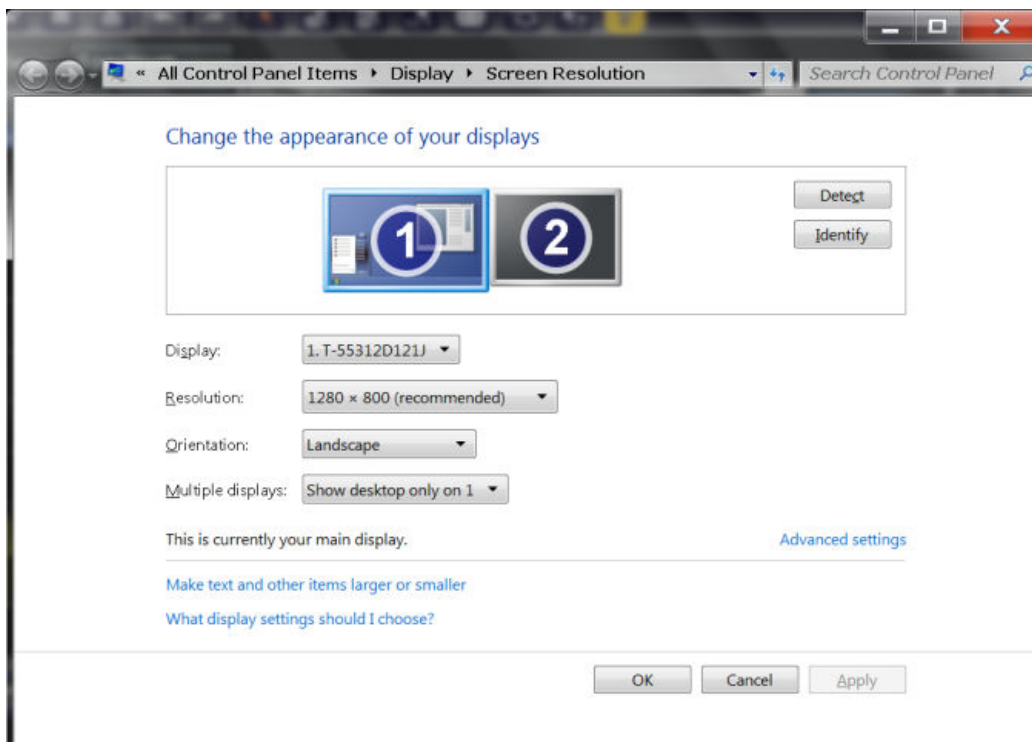 « All Control Panel Items ▸ Display ▸ Screen Resolution Search Control Panel
Change the appearance of your displays
1 2
Detect
Identify
Display: 1. T-55312D121J
Resolution: 1280 × 800 (recommended)
Orientation: Landscape
Multiple displays: Show desktop only on 1
This is currently your main display. Advanced settings
Make text and other items larger or smaller
What display settings should I choose?
OK Cancel Apply